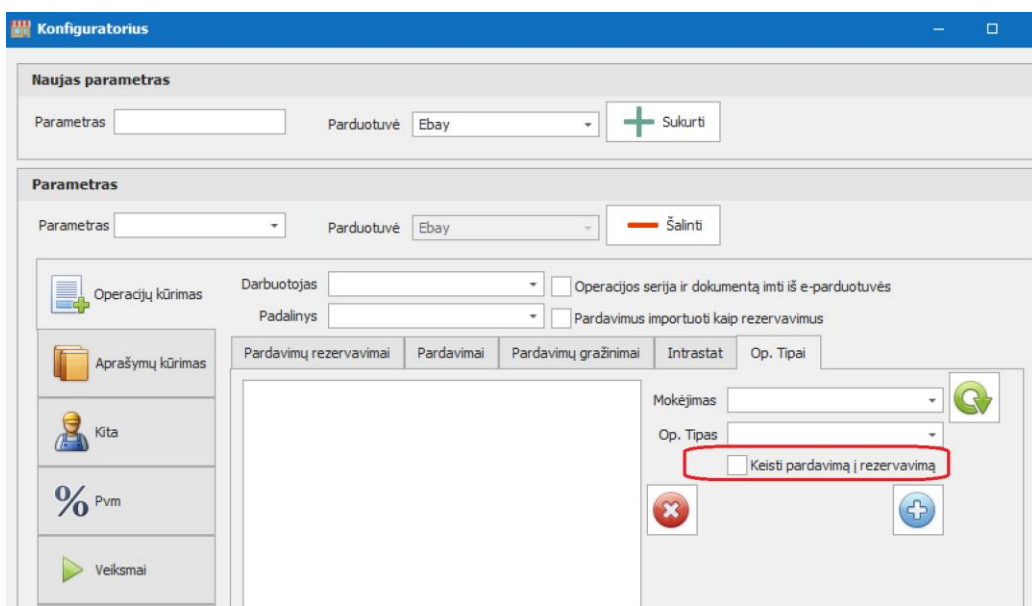 Konfiguratorius
Naujas parametras
Parametras Parduotuvė Ebay Sukurti
Parametras
Parametras Parduotuvė Ebay Šalinti
Operacijų kūrimas
Darbuotojas Operacijos serija ir dokumentą imti iš e-parduotuvės
Padalinys Pardavimus importuoti kaip rezervavimus
Aprašymų kūrimas
Pardavimų rezervavimai Pardavimai Pardavimų gražinimai Intrastat Op. Tipai
Mokėjimas
Kita
Op. Tipas
Keisti pardavimą į rezervavimą
% Pvm
Veiksmai